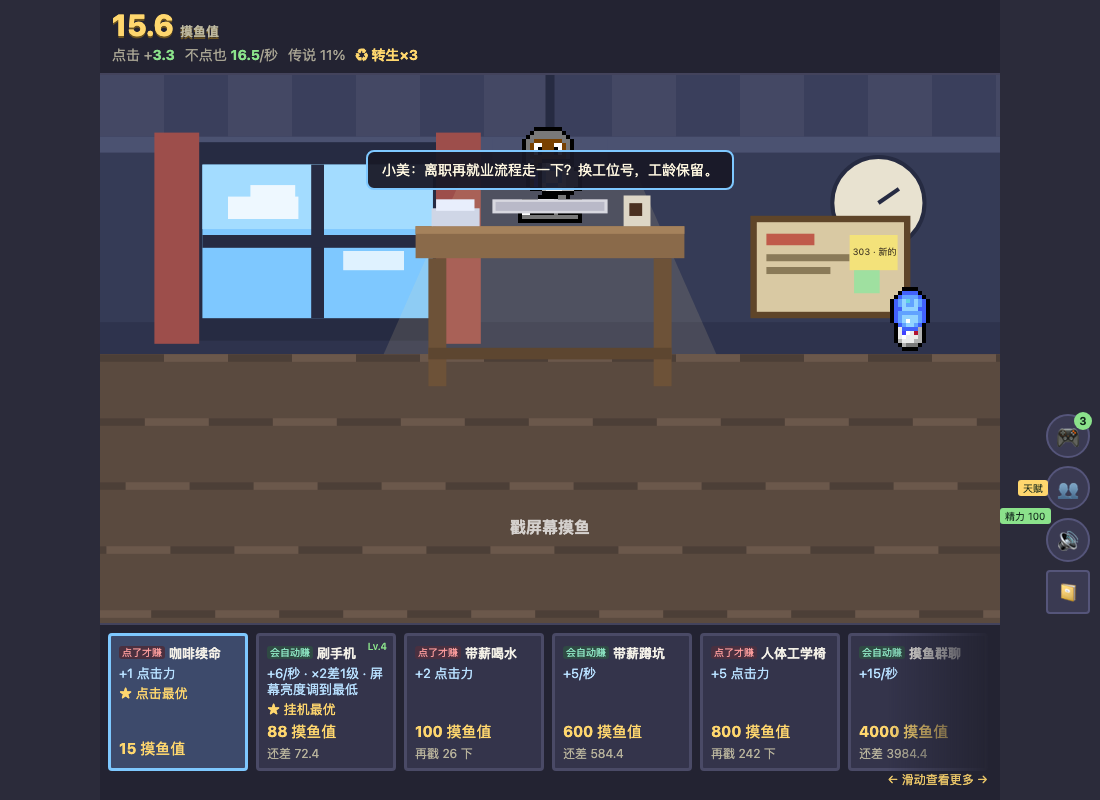 15.6 摸鱼值
点击 +3.3 不点也 16.5/秒 传说 11% ♻ 转生×3
小美：离职再就业流程走一下？换工位号，工龄保留。
303 · 新的
3
天赋
精力 100
戳屏幕摸鱼
点了才赚 咖啡续命
+1 点击力
★ 点击最优
15 摸鱼值
会自动赚 刷手机 Lv.4
+6/秒 · ×2差1级 · 屏
幕亮度调到最低
★ 挂机最优
88 摸鱼值
还差 72.4
点了才赚 带薪喝水
+2 点击力
100 摸鱼值
再戳 26 下
会自动赚 带薪蹲坑
+5/秒
600 摸鱼值
还差 584.4
点了才赚 人体工学椅
+5 点击力
800 摸鱼值
再戳 242 下
会自动赚 摸鱼群聊
+15/秒
4000 摸鱼值
还差 3984.4
← 滑动查看更多 →